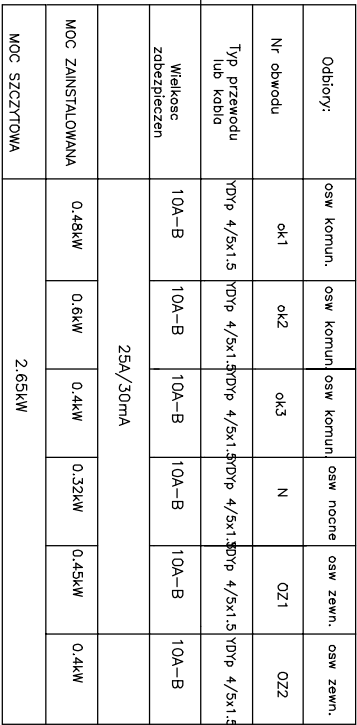 Odbiory: osw komun. osw komun. osw komun. osw nocne osw zewn. osw zewn.
Nr obwodu ok1 ok2 ok3 N OZ1 OZ2
Typ przewodu
lub kabla
YDYp 4/5x1.5 YDYp 4/5x1.5 YDYp 4/5x1.5 YDYp 4/5x1.5 YDYp 4/5x1.5 YDYp 4/5x1.5
Wielkosc
zabezpieczen
10A-B 10A-B 10A-B 10A-B 10A-B 10A-B
25A/30mA
MOC ZAINSTALOWANA 0.48kW 0.6kW 0.4kW 0.32kW 0.45kW 0.4kW
MOC SZCZYTOWA 2.65kW